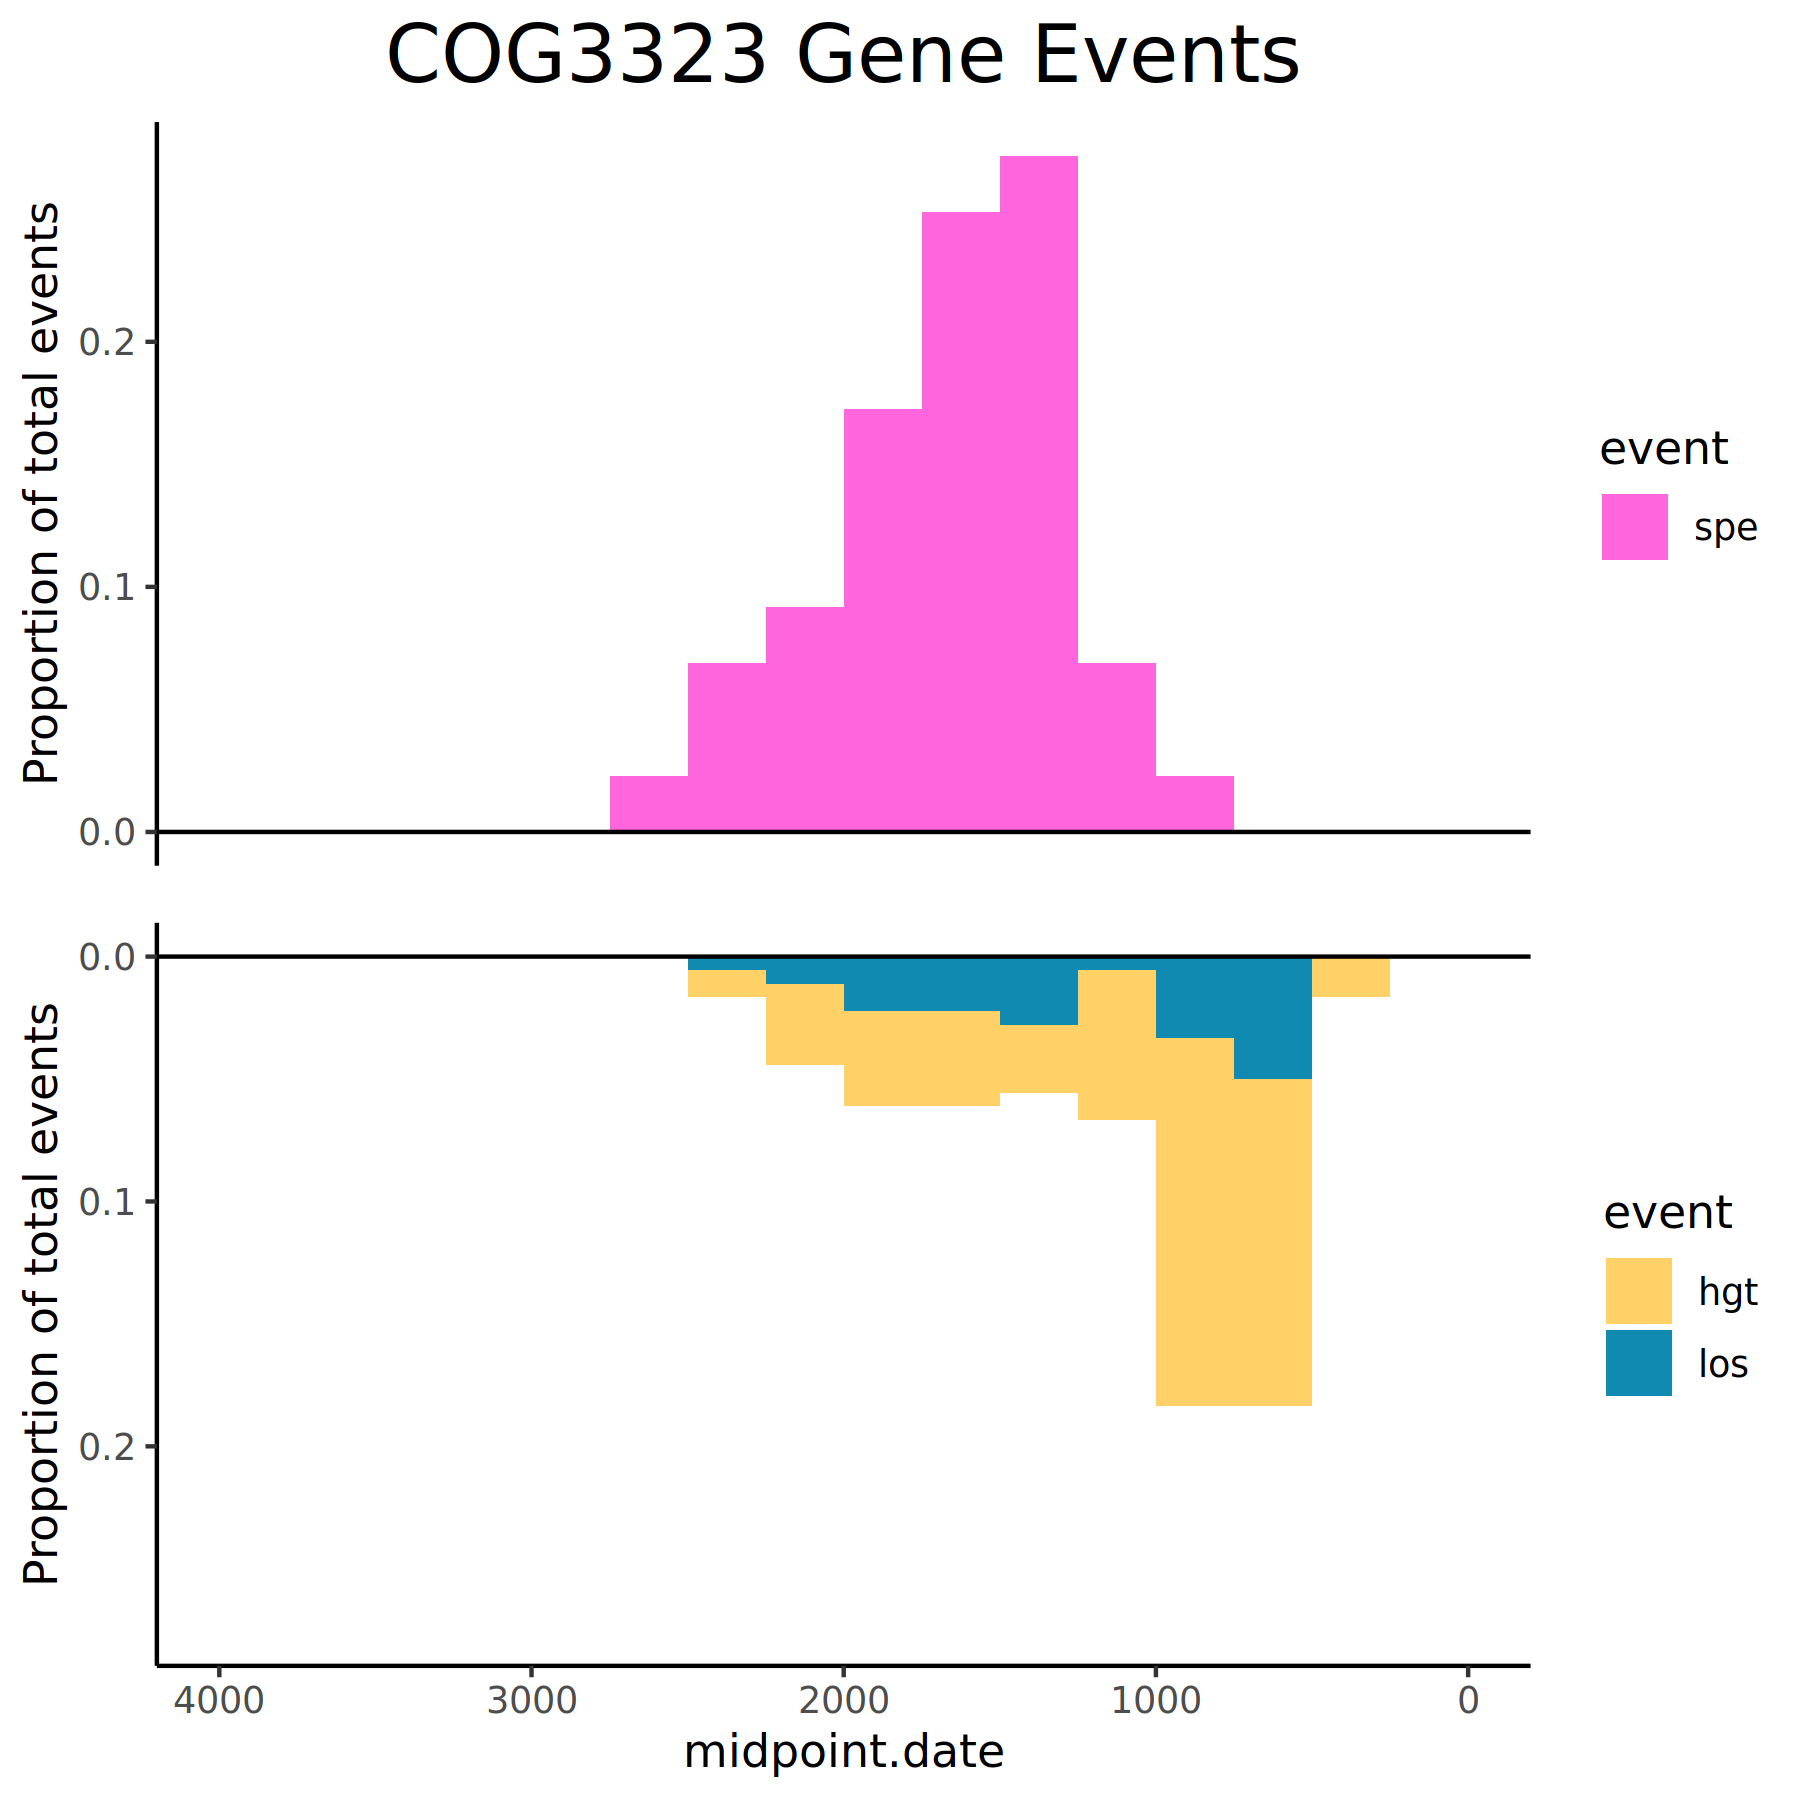 COG3323 Gene Events
Proportion of total events
0.2
0.1
0.0
event
spe
Proportion of total events
0.0
0.1
0.2
event
hgt
los
4000 3000 2000 1000 0
midpoint.date